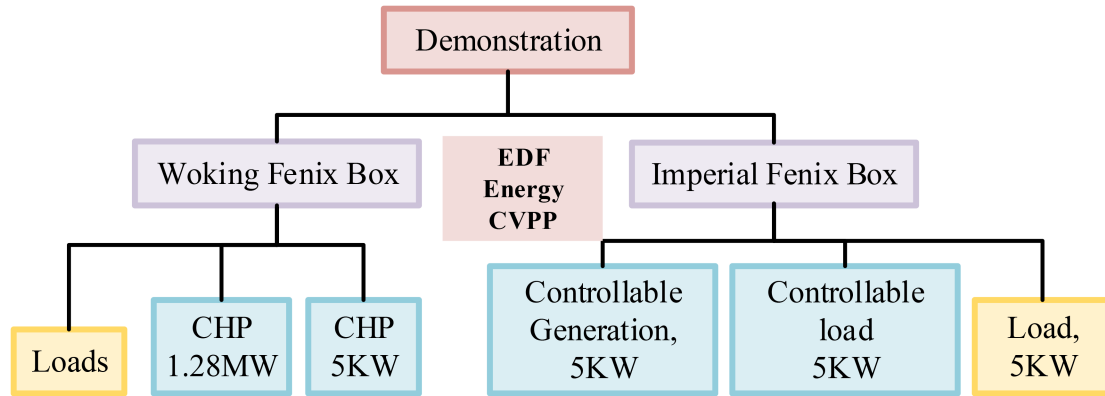 Demonstration
Woking Fenix Box
EDF
Energy
CVPP
Imperial Fenix Box
Loads
CHP
1.28MW
CHP
5KW
Controllable
Generation,
5KW
Controllable
load
5KW
Load,
5KW